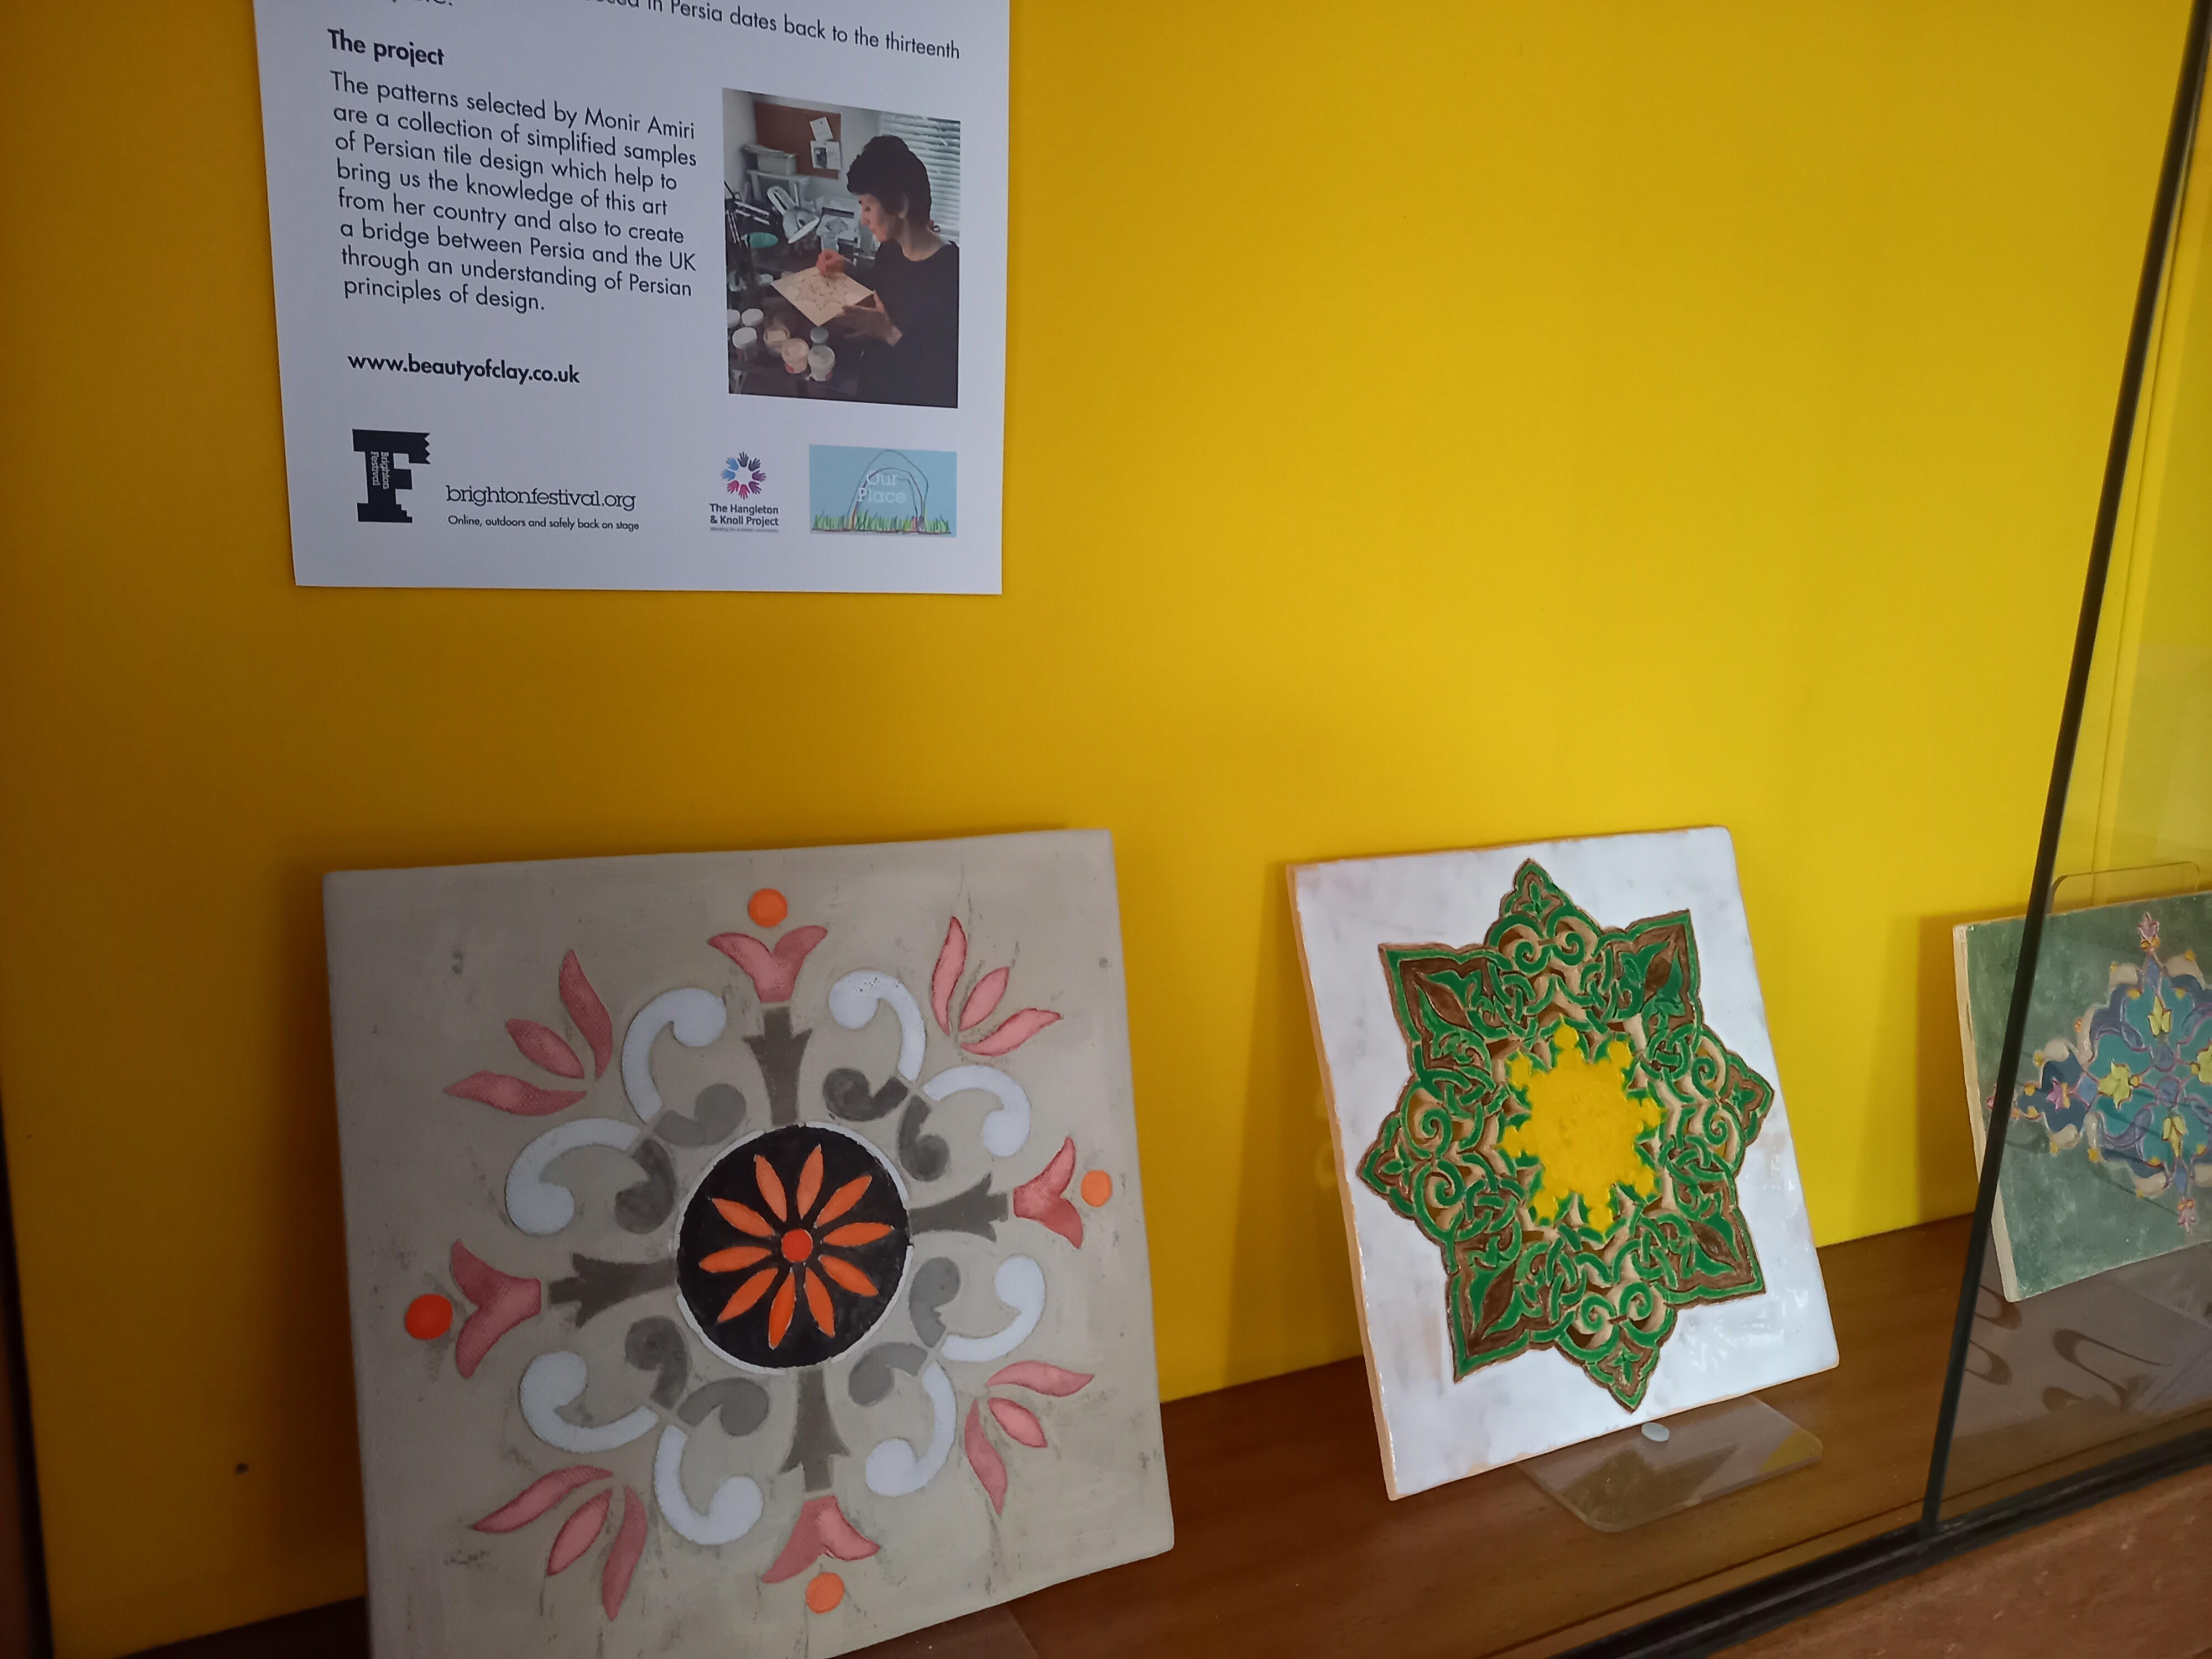 in Persia dates back to the thirteenth
The project
The patterns selected by Monir Amiri
are a collection of simplified samples
of Persian tile design which help to
bring us the knowledge of this art
from her country and also to create
a bridge between Persia and the UK
through an understanding of Persian
principles of design.
www.beautyofclay.co.uk
Brighton
Festival
brightonfestival.org
Online, outdoors and safely back on stage
The Hangleton
& Knoll Project
Our
Place